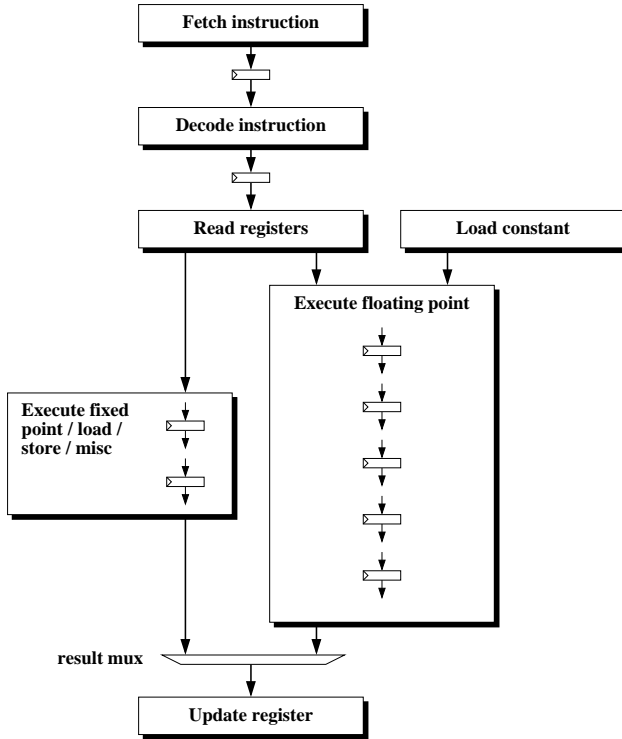 Fetch instruction
Decode instruction
Read registers
Load constant
Execute floating point
Execute fixed
point / load /
store / misc
result mux
Update register